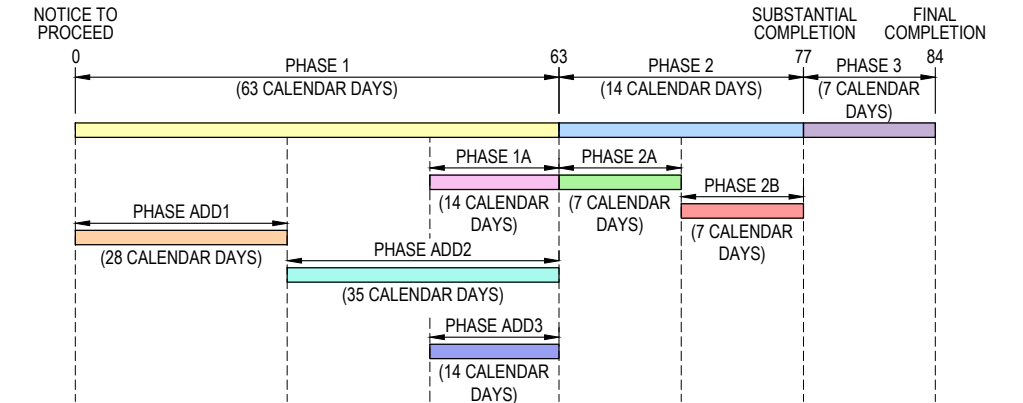 NOTICE TO
PROCEED
SUBSTANTIAL
COMPLETION
FINAL
COMPLETION
0
63
77
84
PHASE 1
(63 CALENDAR DAYS)
PHASE 2
(14 CALENDAR DAYS)
PHASE 3
(7 CALENDAR
DAYS)
PHASE 1A
(14 CALENDAR
DAYS)
PHASE 2A
(7 CALENDAR
DAYS)
PHASE 2B
(7 CALENDAR
DAYS)
PHASE ADD1
(28 CALENDAR DAYS)
PHASE ADD2
(35 CALENDAR DAYS)
PHASE ADD3
(14 CALENDAR
DAYS)